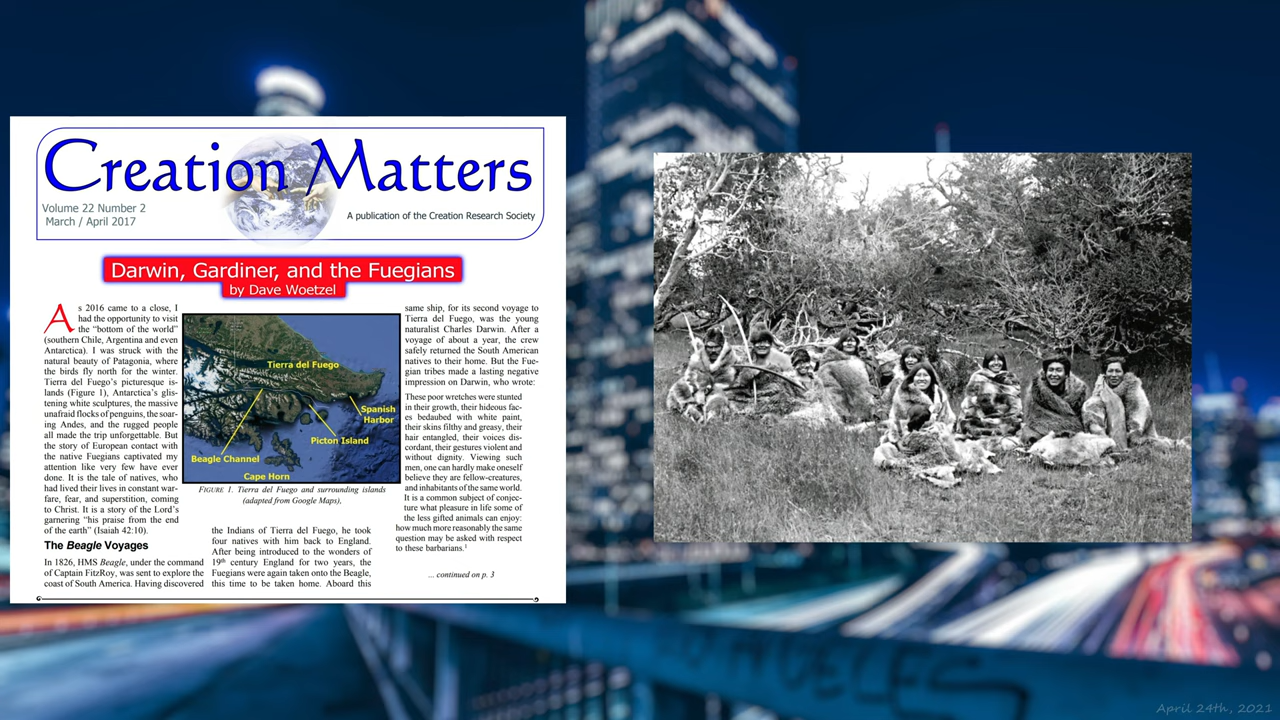 Creation Matters
Volume 22 Number 2
March / April 2017
A publication of the Creation Research Society
Darwin, Gardiner, and the Fuegians
by Dave Woetzel
As 2016 came to a close, I
had the opportunity to visit
the “bottom of the world”
(southern Chile, Argentina and even
Antarctica). I was struck with the
natural beauty of Patagonia, where
the birds fly north for the winter.
Tierra del Fuego’s picturesque is-
lands (Figure 1), Antarctica’s glis-
tening white sculptures, the massive
unafraid flocks of penguins, the soar-
ing Andes, and the rugged people
all made the trip unforgettable. But
the story of European contact with
the native Fuegians captivated my
attention like very few have ever
done. It is the tale of natives, who
had lived their lives in constant war-
fare, fear, and superstition, coming
to Christ. It is a story of the Lord’s
garnering “his praise from the end
of the earth” (Isaiah 42:10).
The Beagle Voyages
In 1826, HMS Beagle, under the command
of Captain FitzRoy, was sent to explore the
coast of South America. Having discovered
Tierra del Fuego
Spanish
Harbor
Picton Island
Beagle Channel
Cape Horn
FIGURE 1. Tierra del Fuego and surrounding islands
(adapted from Google Maps),
the Indians of Tierra del Fuego, he took
four natives with him back to England.
After being introduced to the wonders of
19th century England for two years, the
Fuegians were again taken onto the Beagle,
this time to be taken home. Aboard this
same ship, for its second voyage to
Tierra del Fuego, was the young
naturalist Charles Darwin. After a
voyage of about a year, the crew
safely returned the South American
natives to their home. But the Fue-
gian tribes made a lasting negative
impression on Darwin, who wrote:
These poor wretches were stunted
in their growth, their hideous fac-
es bedaubed with white paint,
their skins filthy and greasy, their
hair entangled, their voices dis-
cordant, their gestures violent and
without dignity. Viewing such
men, one can hardly make oneself
believe they are fellow-creatures,
and inhabitants of the same world.
It is a common subject of conjec-
ture what pleasure in life some of
the less gifted animals can enjoy:
how much more reasonably the same
question may be asked with respect
to these barbarians.1
... continued on p. 3
April 24th, 2021